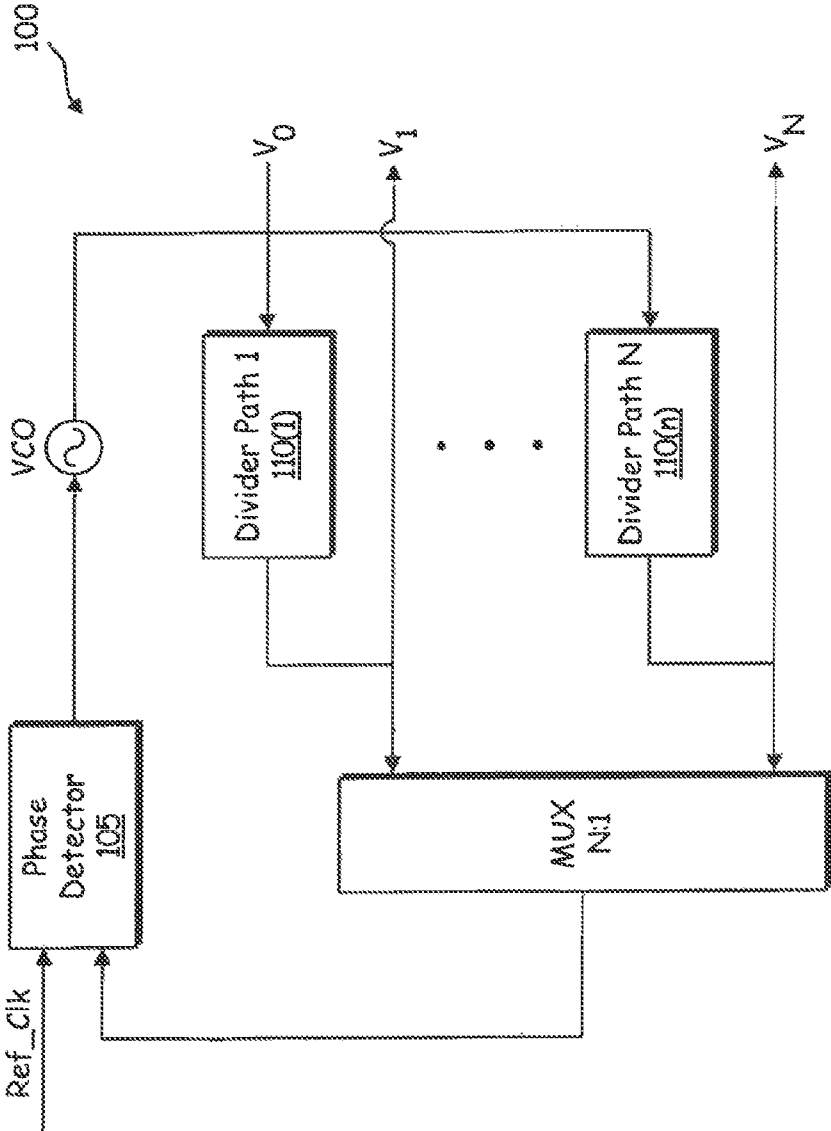 100
Ref_Clk
Phase
Detector
105
VCO
V0
Divider Path 1
110(1)
V1
MUX
N:1
Divider Path N
110(n)
VN